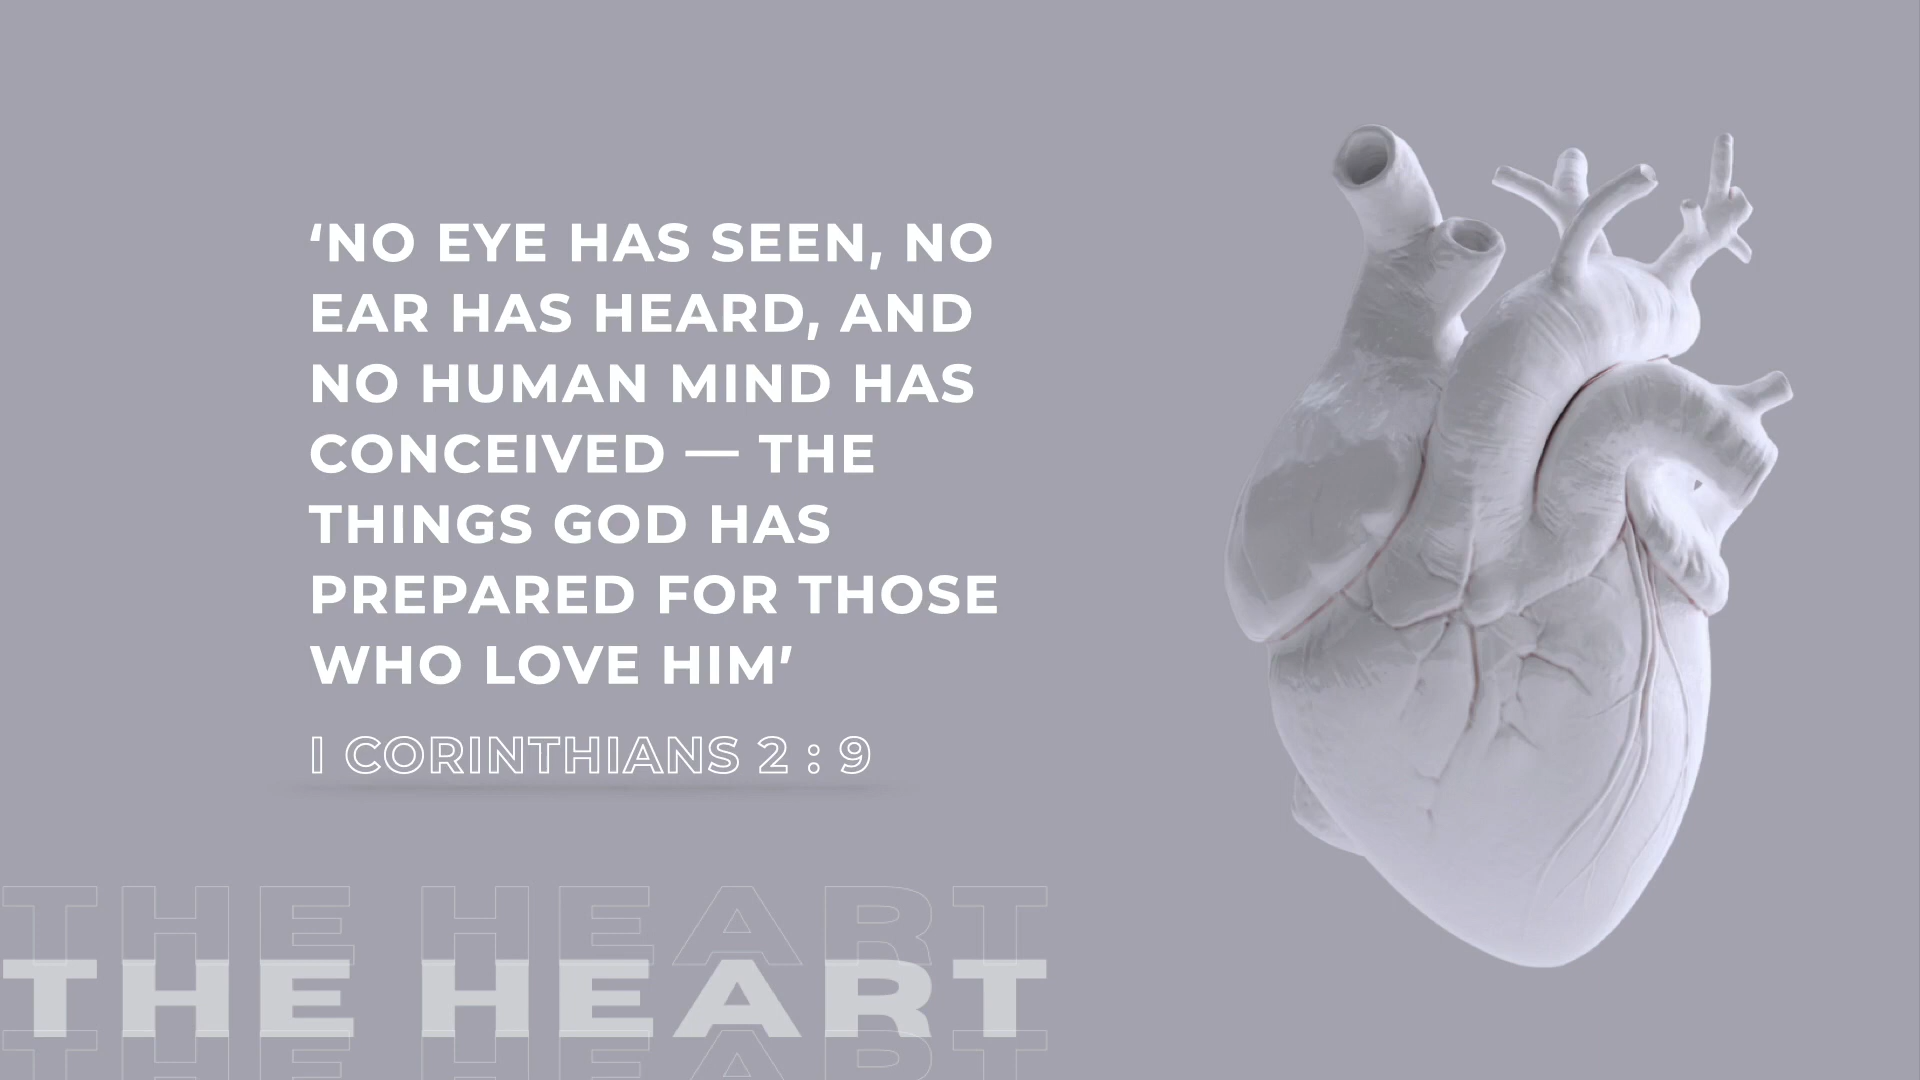 ‘NO EYE HAS SEEN, NO
EAR HAS HEARD, AND
NO HUMAN MIND HAS
CONCEIVED — THE
THINGS GOD HAS
PREPARED FOR THOSE
WHO LOVE HIM’
I CORINTHIANS 2 : 9
THE HEART
THE HEART
THE HEART